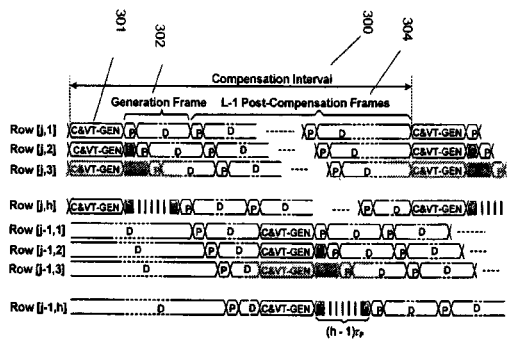 301
302
300
304
Compensation Interval
Generation Frame L-1 Post-Compensation Frames
Row [j,1] C&VT-GEN P D P D P D C&VT-GEN P
Row [j,2] C&VT-GEN P D P D P D C&VT-GEN P
Row [j,3] C&VT-GEN P D P D P D C&VT-GEN P
Row [j,h] C&VT-GEN P D P D P D C&VT-GEN
Row [j-1,1] D P D C&VT-GEN P D P D
Row [j-1,2] D P D C&VT-GEN P D P D
Row [j-1,3] D P D C&VT-GEN P D P D
Row [j-1,h] D P D C&VT-GEN P D P D
(h - 1)τP